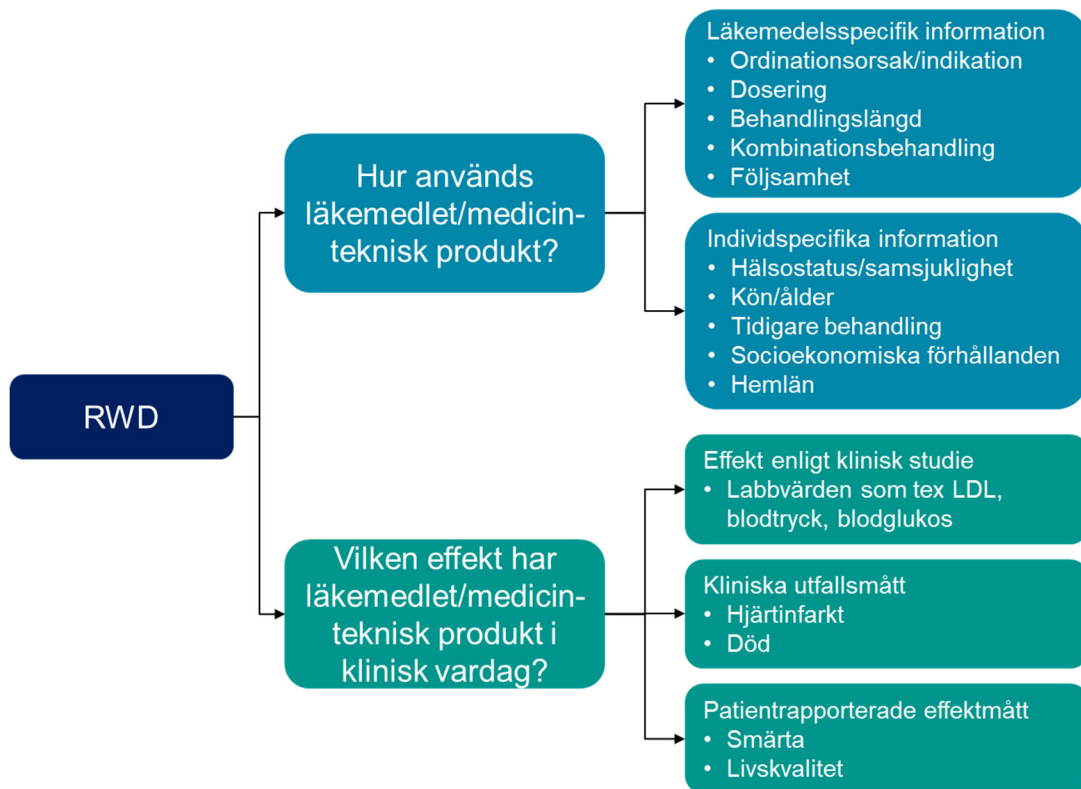 RWD
Hur används
läkemedlet/medicin-
teknisk produkt?
Läkemedelsspecifik information
• Ordinationsorsak/indikation
• Dosering
• Behandlingslängd
• Kombinationsbehandling
• Följsamhet
Individspecifika information
• Hälsostatus/samsjuklighet
• Kön/ålder
• Tidigare behandling
• Socioekonomiska förhållanden
• Hemlän
Vilken effekt har
läkemedlet/medicin-
teknisk produkt i
klinisk vardag?
Effekt enligt klinisk studie
• Labbvärden som tex LDL,
blodtryck, blodglukos
Kliniska utfallsmått
• Hjärtinfarkt
• Död
Patientrapporterade effektmått
• Smärta
• Livskvalitet